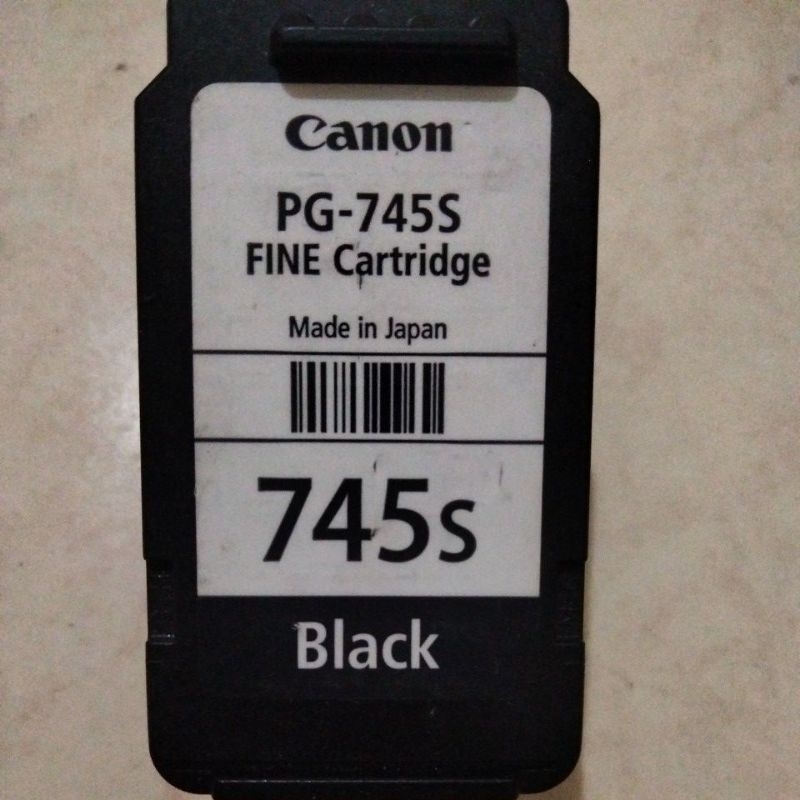 Canon
PG-745S
FINE Cartridge
Made in Japan
745s
Black